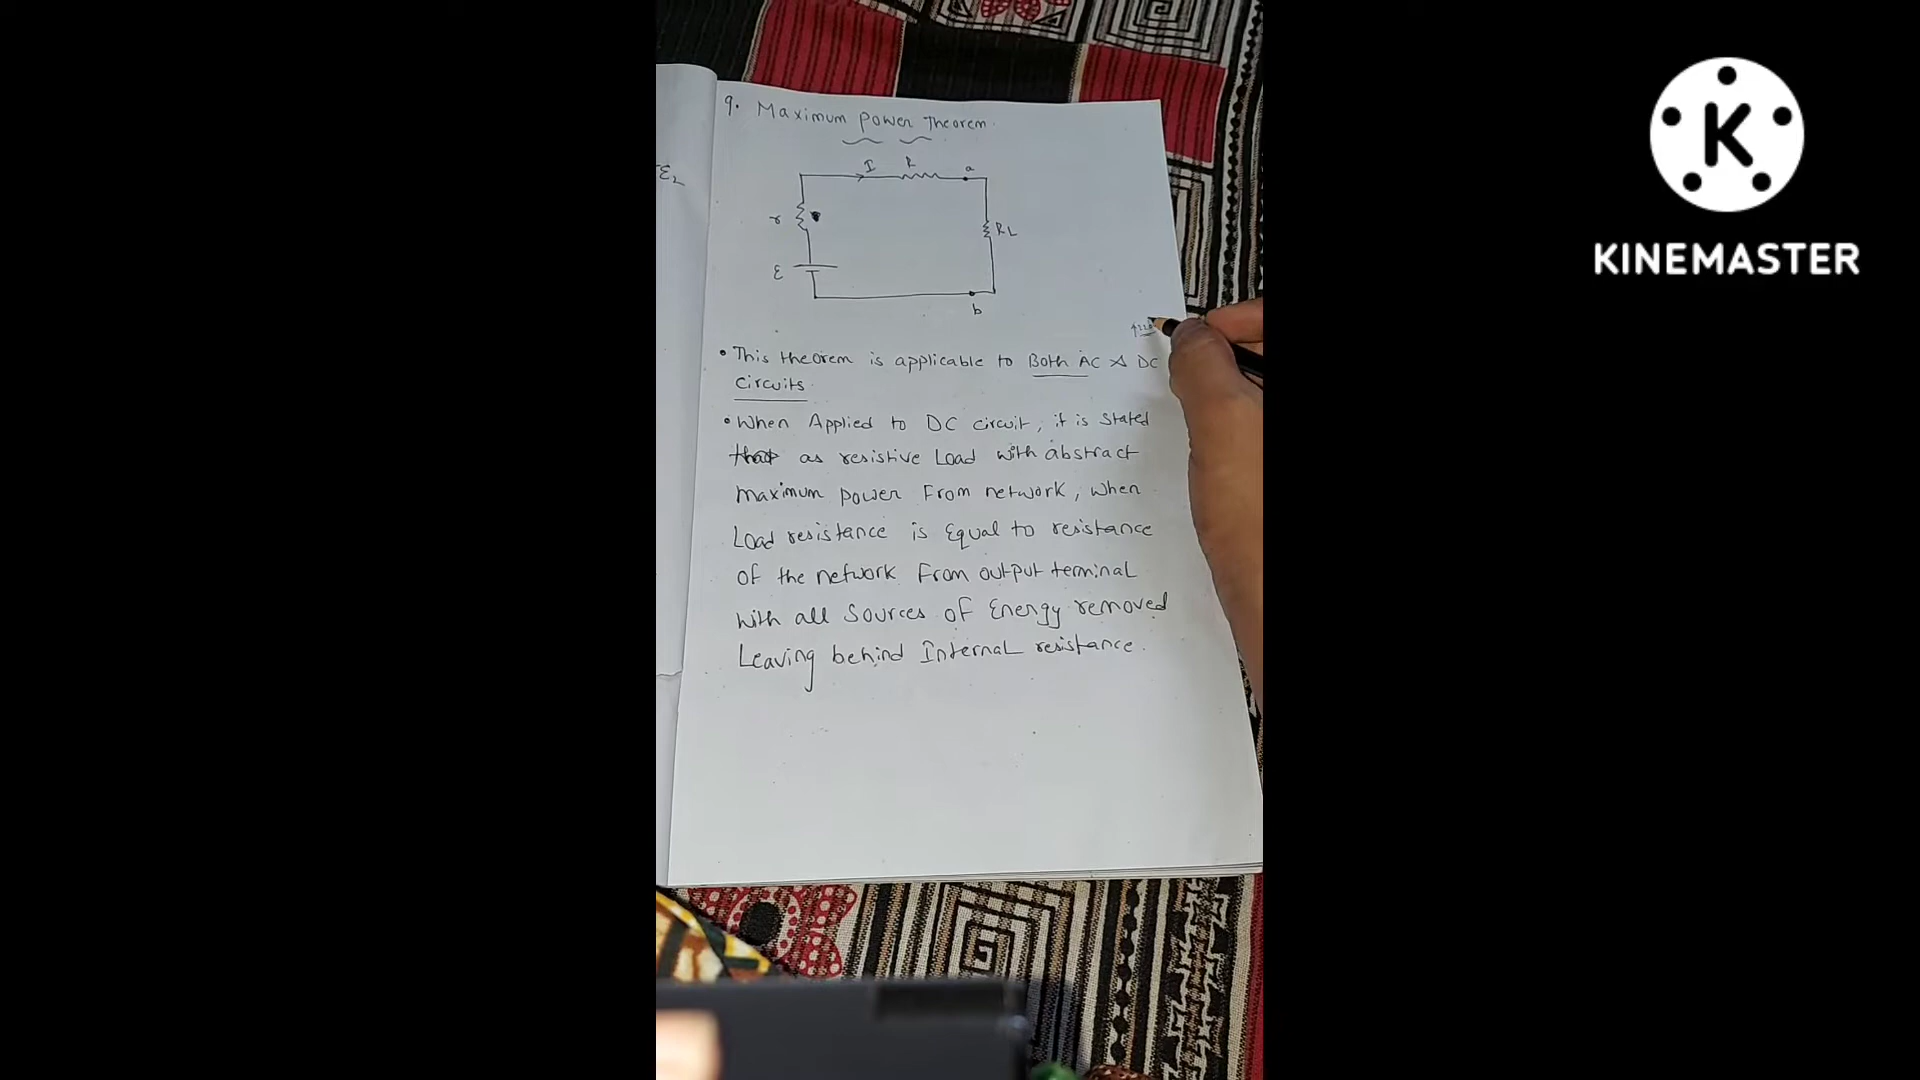 9. Maximum Power Theorem.
I R a
r
RL
ε
b
ε2
• This theorem is applicable to Both AC & DC
circuits.
• When Applied to DC circuit, it is stated
as resistive Load with abstract
maximum power From network, when
Load resistance is Equal to resistance
of the network From output terminal
with all sources of Energy removed
Leaving behind Internal resistance.
K
KINEMASTER